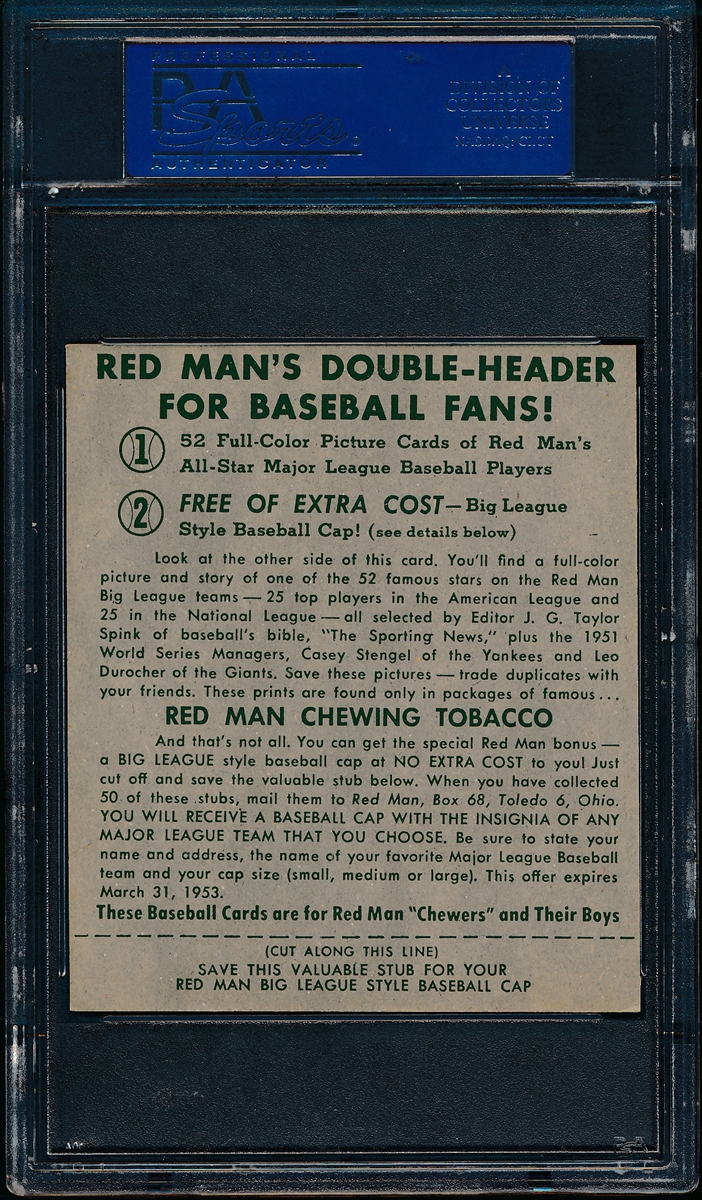 PROFESSIONAL
PSA
Sports
AUTHENTICATOR
A
DIVISION OF
COLLECTORS
UNIVERSE
NASDAQ: CLCT
RED MAN'S DOUBLE-HEADER
FOR BASEBALL FANS!
1 52 Full-Color Picture Cards of Red Man's
All-Star Major League Baseball Players
2 FREE OF EXTRA COST—Big League
Style Baseball Cap! (see details below)
Look at the other side of this card. You'll find a full-color
picture and story of one of the 52 famous stars on the Red Man
Big League teams — 25 top players in the American League and
25 in the National League — all selected by Editor J. G. Taylor
Spink of baseball's bible, "The Sporting News," plus the 1951
World Series Managers, Casey Stengel of the Yankees and Leo
Durocher of the Giants. Save these pictures — trade duplicates with
your friends. These prints are found only in packages of famous...
RED MAN CHEWING TOBACCO
And that's not all. You can get the special Red Man bonus —
a BIG LEAGUE style baseball cap at NO EXTRA COST to you! Just
cut off and save the valuable stub below. When you have collected
50 of these stubs, mail them to Red Man, Box 68, Toledo 6, Ohio.
YOU WILL RECEIVE A BASEBALL CAP WITH THE INSIGNIA OF ANY
MAJOR LEAGUE TEAM THAT YOU CHOOSE. Be sure to state your
name and address, the name of your favorite Major League Baseball
team and your cap size (small, medium or large). This offer expires
March 31, 1953.
These Baseball Cards are for Red Man "Chewers" and Their Boys
(CUT ALONG THIS LINE)
SAVE THIS VALUABLE STUB FOR YOUR
RED MAN BIG LEAGUE STYLE BASEBALL CAP
PSA